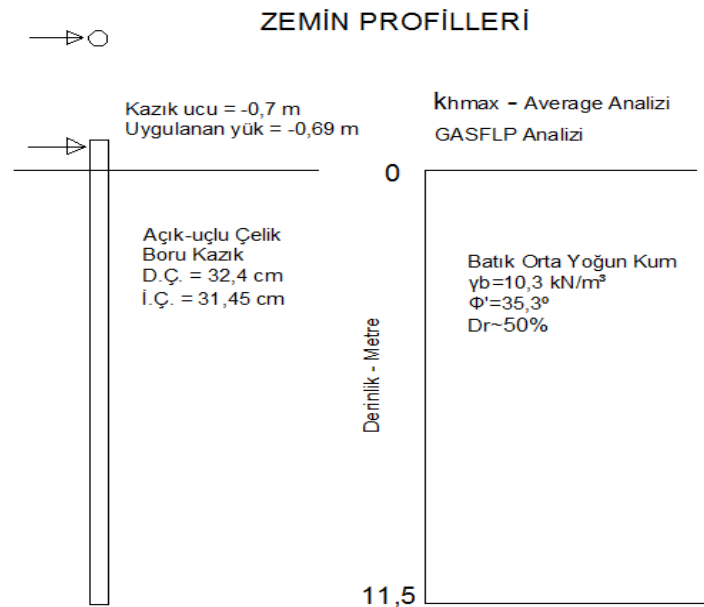 ZEMİN PROFİLLERİ
Kazık ucu = -0,7 m
Uygulanan yük = -0,69 m
khmax - Average Analizi
GASFLP Analizi
0
Açık-uçlu Çelik
Boru Kazık
D.Ç. = 32,4 cm
İ.Ç. = 31,45 cm
Batık Orta Yoğun Kum
γb=10,3 kN/m³
Φ'=35,3º
Dr~50%
Derinlik - Metre
11,5